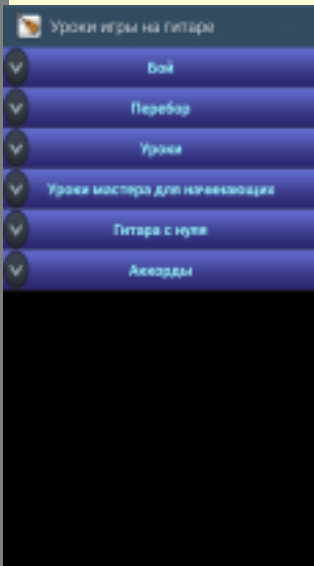 Уроки игры на гитаре
Бой
Перебор
Уроки
Уроки мастера для начинающих
Гитара с нуля
Аккорды